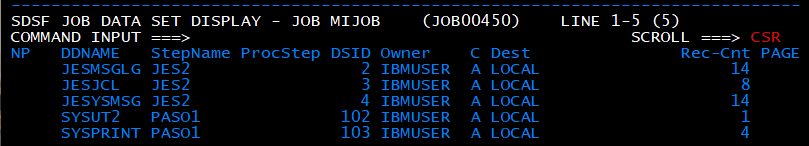 SDSF JOB DATA SET DISPLAY - JOB MIJOB    (JOB00450)    LINE 1-5 (5)
COMMAND INPUT ===>                                            SCROLL ===> CSR
NP   DDNAME   StepName ProcStep DSID Owner    C Dest               Rec-Cnt PAGE
     JESMSGLG JES2                 2 IBMUSER  A LOCAL                   14
     JESJCL   JES2                 3 IBMUSER  A LOCAL                    8
     JESYSMSG JES2                 4 IBMUSER  A LOCAL                   14
     SYSUT2   PASO1              102 IBMUSER  A LOCAL                    1
     SYSPRINT PASO1              103 IBMUSER  A LOCAL                    4